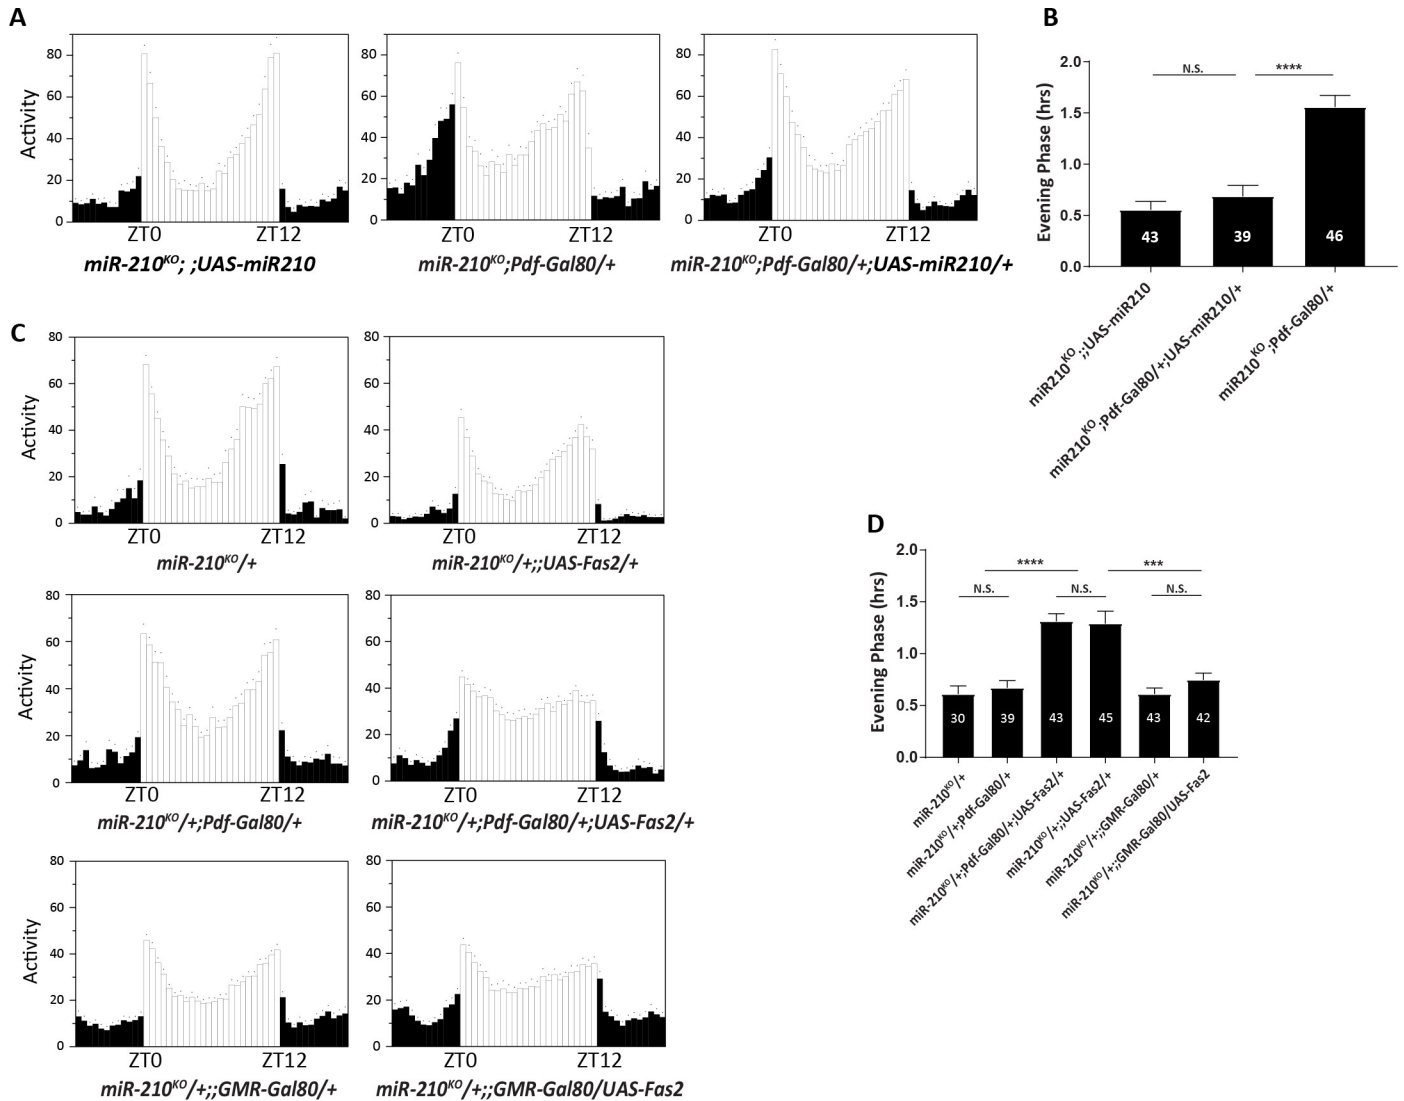 A
80
60
40
20
0
Activity
ZT0
ZT12
miR-210KO; ;UAS-miR210
80
60
40
20
0
ZT0
ZT12
miR-210KO;Pdf-Gal80/+
80
60
40
20
0
ZT0
ZT12
miR-210KO;Pdf-Gal80/+;UAS-miR210/+
B
2.0
1.5
1.0
0.5
0.0
Evening Phase (hrs)
N.S.
****
43
39
46
miR210KO;;UAS-miR210
miR210KO;Pdf-Gal80/+;UAS-miR210/+
miR210KO;Pdf-Gal80/+
C
80
60
40
20
0
Activity
ZT0
ZT12
miR-210KO/+
80
60
40
20
0
ZT0
ZT12
miR-210KO/+;;UAS-Fas2/+
80
60
40
20
0
Activity
ZT0
ZT12
miR-210KO/+;Pdf-Gal80/+
80
60
40
20
0
ZT0
ZT12
miR-210KO/+;Pdf-Gal80/+;UAS-Fas2/+
80
60
40
20
0
Activity
ZT0
ZT12
miR-210KO/+;;GMR-Gal80/+
80
60
40
20
0
ZT0
ZT12
miR-210KO/+;;GMR-Gal80/UAS-Fas2
D
2.0
1.5
1.0
0.5
0.0
Evening Phase (hrs)
****
***
N.S.
N.S.
N.S.
30
39
43
45
43
42
miR-210KO/+
miR-210KO/+;Pdf-Gal80/+
miR-210KO/+;Pdf-Gal80/+;UAS-Fas2/+
miR-210KO/+;;UAS-Fas2/+
miR-210KO/+;;GMR-Gal80/+
miR-210KO/+;;GMR-Gal80/UAS-Fas2